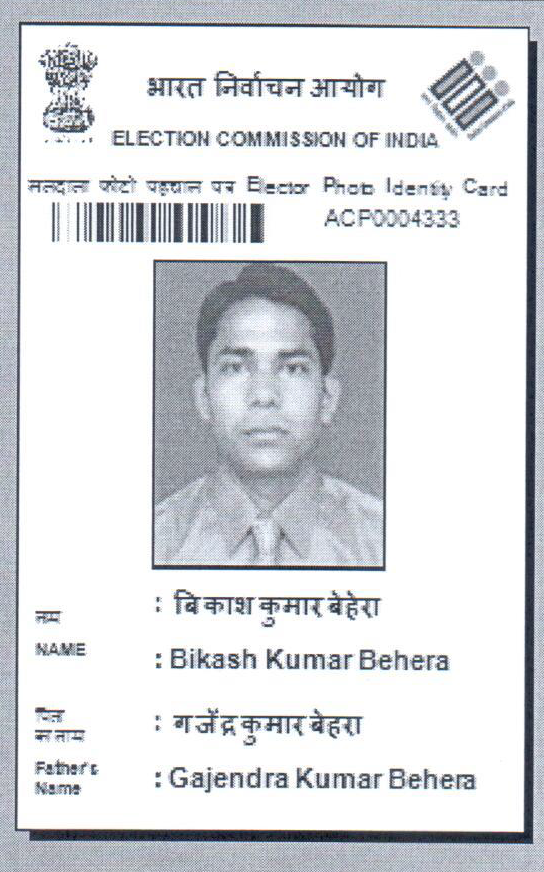 भारत निर्वाचन आयोग
ELECTION COMMISSION OF INDIA
मतदाता फोटो पहचान पत्र Elector Photo Identity Card
ACP0004333
नाम : बिकाश कुमार बेहेरा
NAME : Bikash Kumar Behera
पिता का नाम : गजेंद्र कुमार बेहरा
Father's Name : Gajendra Kumar Behera